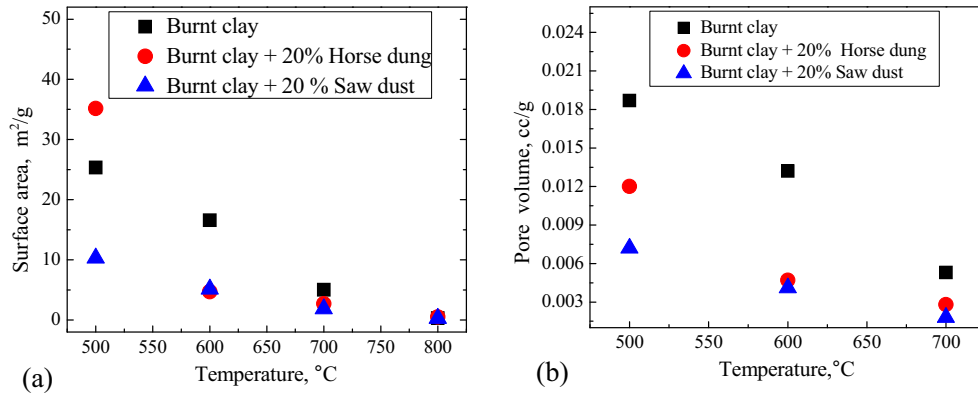 50
40
30
20
10
0
Surface area, m²/g
Burnt clay
Burnt clay + 20% Horse dung
Burnt clay + 20 % Saw dust
500 550 600 650 700 750 800
Temperature, °C
(a)
0.024
0.021
0.018
0.015
0.012
0.009
0.006
0.003
Pore volume, cc/g
Burnt clay
Burnt clay + 20% Horse dung
Burnt clay + 20% Saw dust
500 550 600 650 700
Temperature,°C
(b)